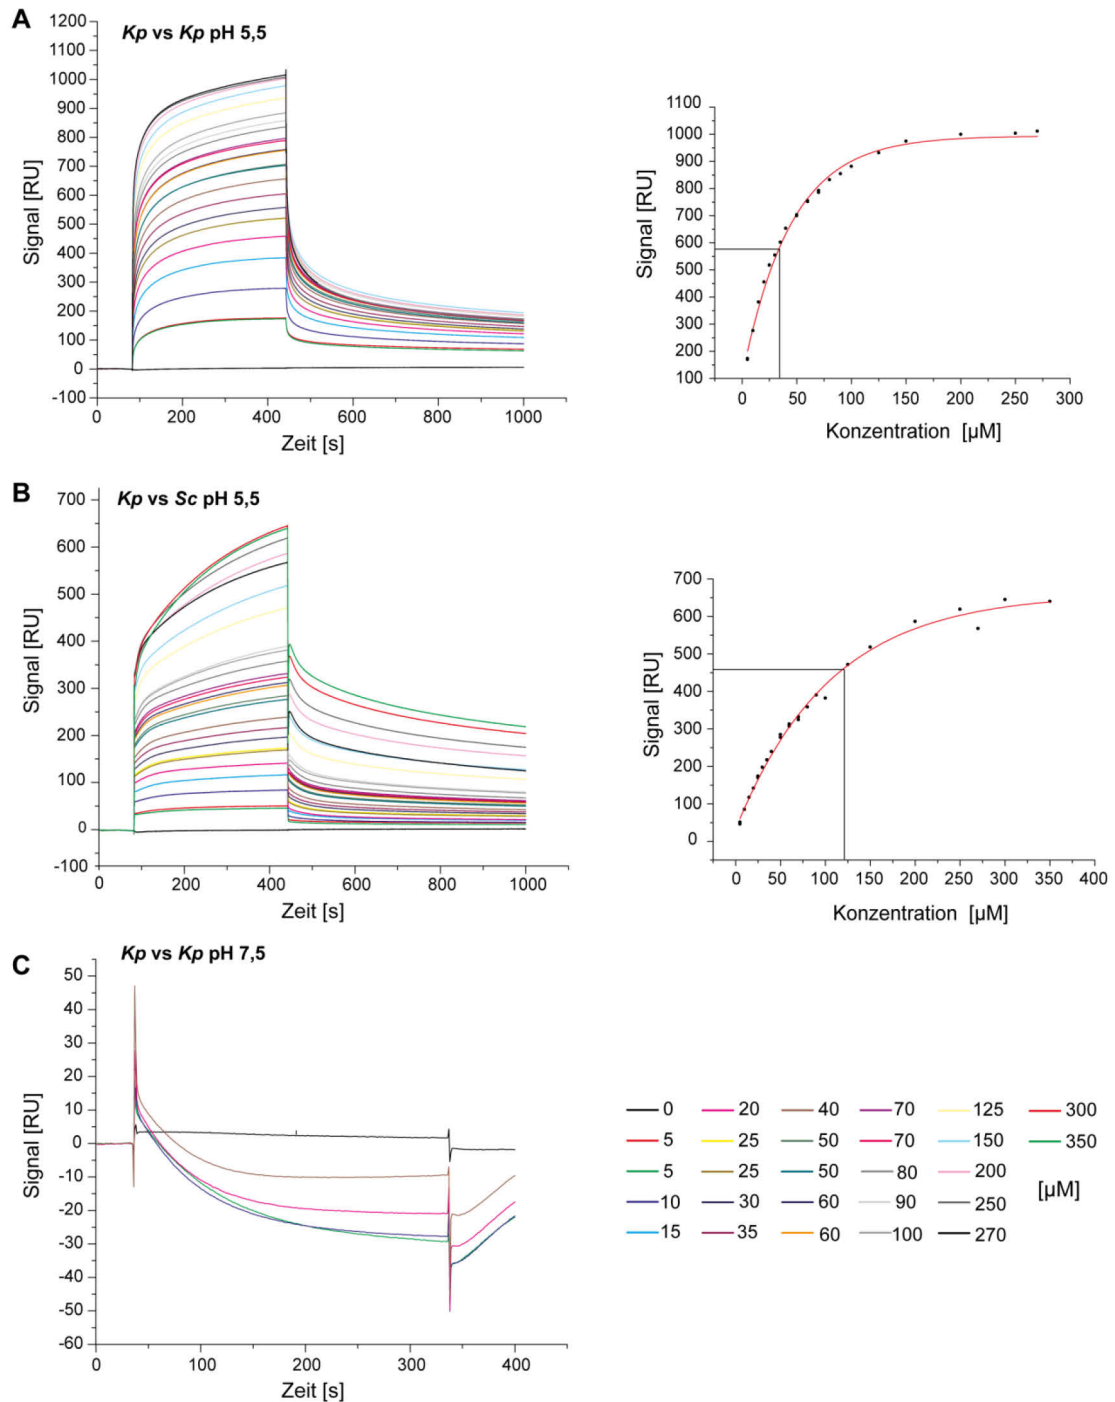 A
Kp vs Kp pH 5,5
1200
1100
1000
900
800
700
600
500
400
300
200
100
0
-100
Signal [RU]
0 200 400 600 800 1000
Zeit [s]
1100
1000
900
800
700
600
500
400
300
200
100
Signal [RU]
0 50 100 150 200 250 300
Konzentration [µM]
B
Kp vs Sc pH 5,5
700
600
500
400
300
200
100
0
-100
Signal [RU]
0 200 400 600 800 1000
Zeit [s]
700
600
500
400
300
200
100
0
Signal [RU]
0 50 100 150 200 250 300 350 400
Konzentration [µM]
C
Kp vs Kp pH 7,5
50
40
30
20
10
0
-10
-20
-30
-40
-50
-60
Signal [RU]
0 100 200 300 400
Zeit [s]
0 20 40 70 125 300
5 25 50 70 150 350
5 25 50 80 200
[µM]
10 30 60 90 250
15 35 60 100 270